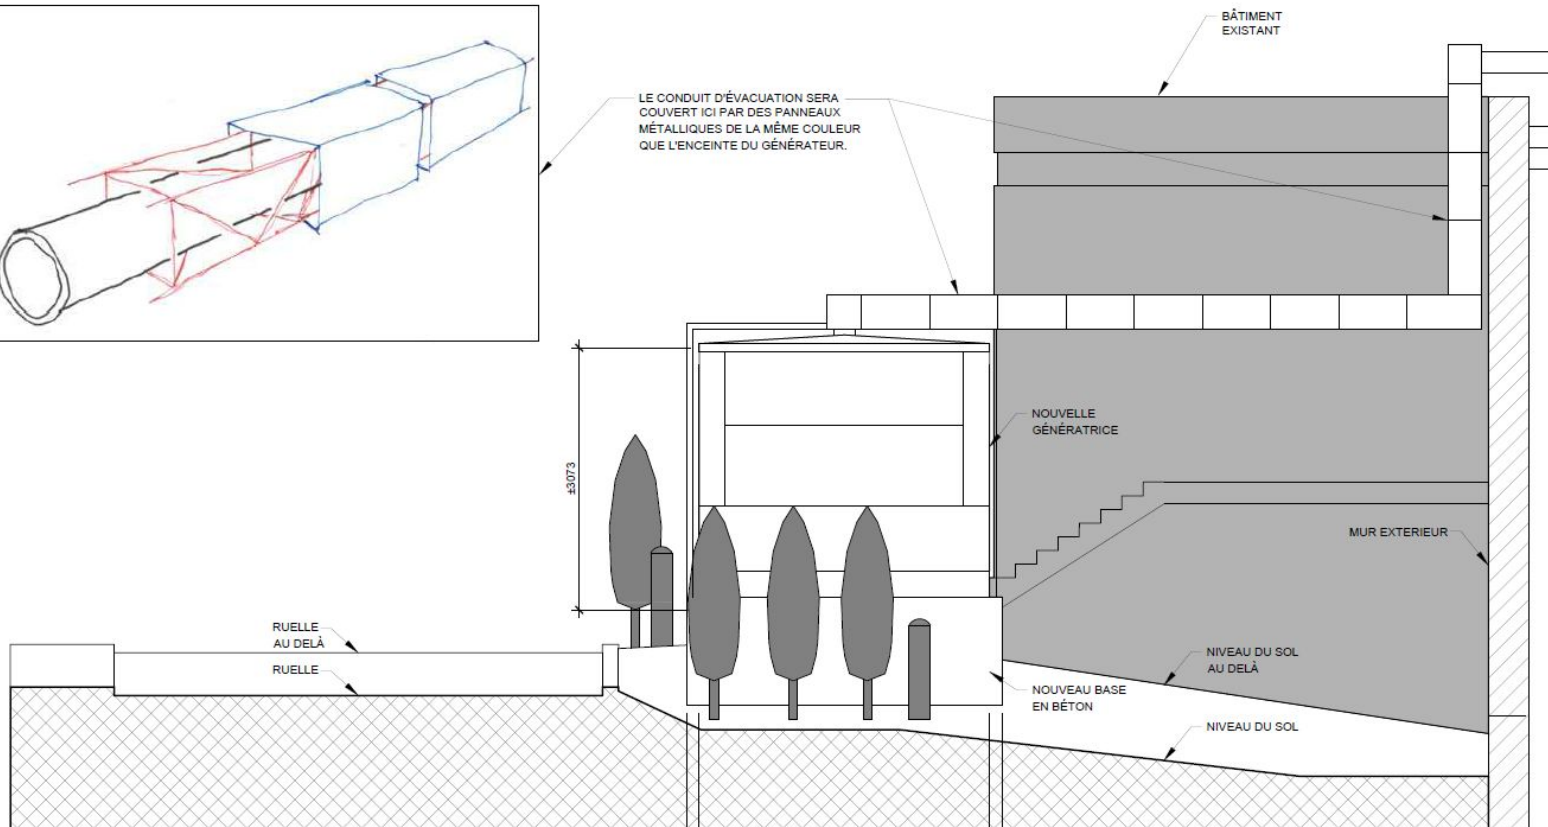 BÂTIMENT
EXISTANT
LE CONDUIT D'ÉVACUATION SERA
COUVERT ICI PAR DES PANNEAUX
MÉTALLIQUES DE LA MÊME COULEUR
QUE L'ENCEINTE DU GÉNÉRATEUR.
NOUVELLE
GÉNÉRATRICE
±3073
MUR EXTERIEUR
RUELLE
AU DELÀ
RUELLE
NIVEAU DU SOL
AU DELÀ
NOUVEAU BASE
EN BÉTON
NIVEAU DU SOL